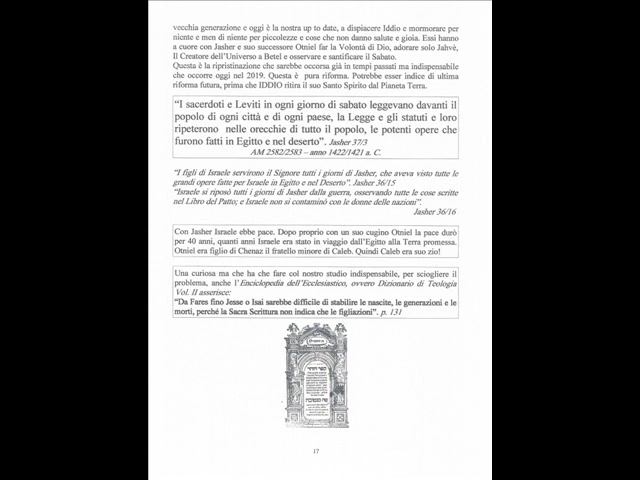 vecchia generazione e oggi è la nostra up to date, a dispiacere Iddio e mormorare per
niente e men di niente per piccolezze e cose che non danno salute e gioia. Essi hanno
a cuore con Jasher e suo successore Otniel far la Volontà di Dio, adorare solo Jahvè,
Il Creatore dell'Universo a Betel e osservare e santificare il Sabato.
Questa è la ripristinazione che sarebbe occorsa già in tempi passati ma indispensabile
che occorre oggi nel 2019. Questa è pura riforma. Potrebbe esser indice di ultima
riforma, prima che IDDIO ritira il suo Santo Spirito dal Pianeta Terra.
"I sacerdoti e Leviti in ogni giorno di sabato leggevano davanti il
popolo di ogni città e di ogni paese, la Legge e gli statuti e loro
ripeterono nelle orecchie di tutto il popolo, le potenti opere che
furono fatti in Egitto e nel deserto". Jasher 37/3
AM 2582/2583 – anno 1422/1421 a. C.
"I figli di Israele servirono il Signore tutti i giorni di Jasher, che aveva visto tutte le
grandi opere fatte per Israele in Egitto e nel Deserto". Jasher 36/15
"Israele si riposò tutti i giorni di Jasher dalla guerra, osservando tutte le cose scritte
nel Libro del Patto; e Israele non si contaminò con le donne delle nazioni".
Jasher 36/16
Con Jasher Israele ebbe pace. Dopo proprio con un suo cugino Otniel la pace durò
per 40 anni, quanti anni Israele era stato in viaggio dall'Egitto alla Terra promessa.
Otniel era figlio di Chenaz il fratello minore di Caleb. Quindi Caleb era suo zio!
Una curiosa ma che ha che fare col nostro studio indispensabile, per sciogliere il
problema, anche l'Enciclopedia dell'Ecclesiastico, ovvero Dizionario di Teologia
Vol. II asserisce:
"Da Fares fino Jesse o Isai sarebbe difficile di stabilire le nascite, le generazioni e le
morti, perché la Sacra Scrittura non indica che le figliazioni". p. 131
17